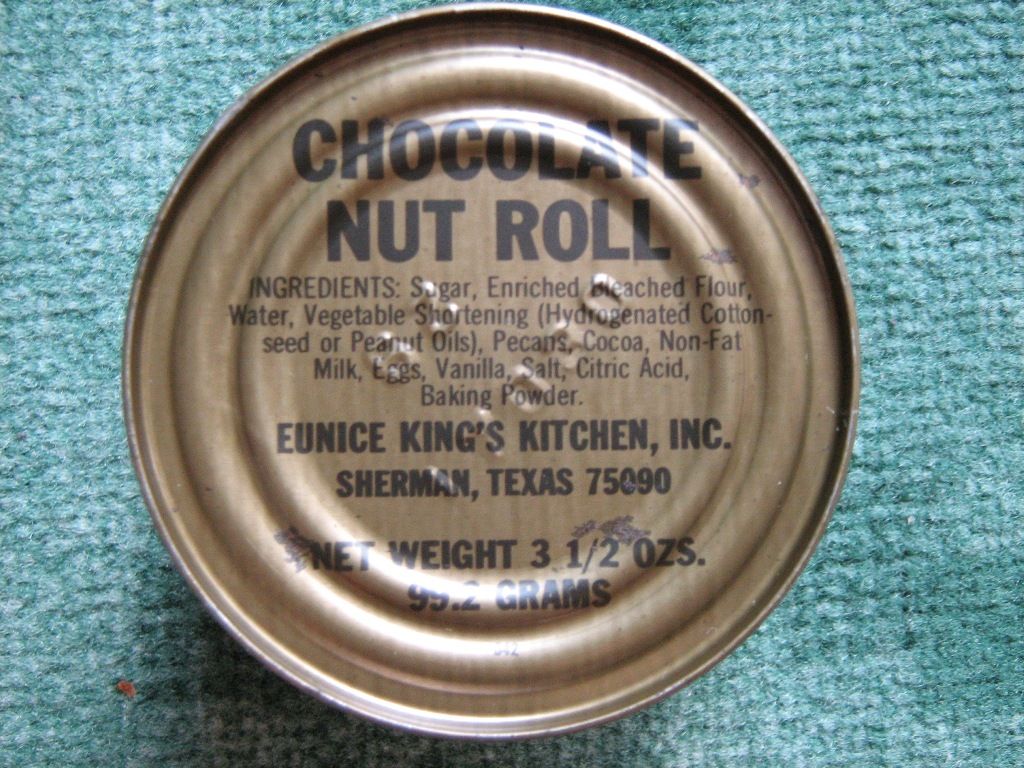 CHOCOLATE
NUT ROLL
INGREDIENTS: Sugar, Enriched Bleached Flour,
Water, Vegetable Shortening (Hydrogenated Cotton-
seed or Peanut Oils), Pecans, Cocoa, Non-Fat
Milk, Eggs, Vanilla, Salt, Citric Acid,
Baking Powder.
EUNICE KING'S KITCHEN, INC.
SHERMAN, TEXAS 75090
NET WEIGHT 3 1/2 OZS.
99.2 GRAMS